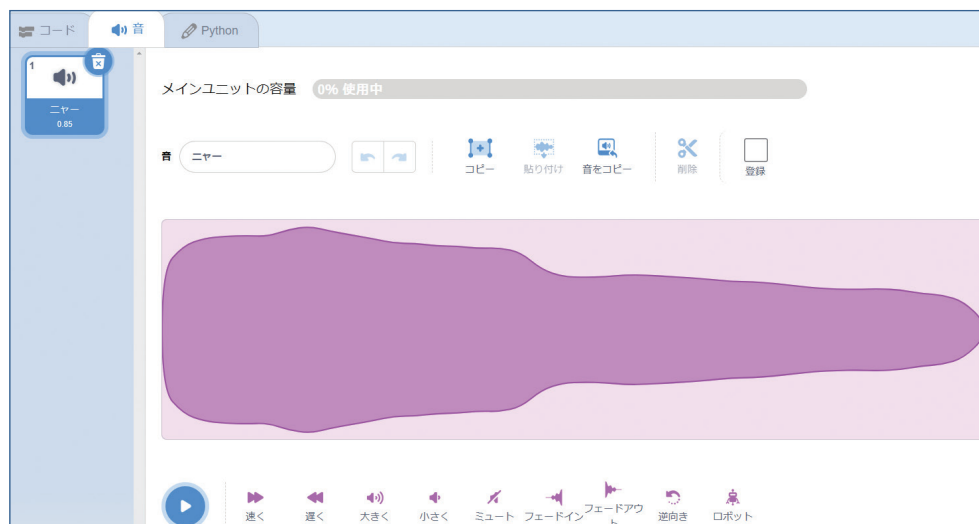 コード
音
Python
1
ニャー
0.85
メインユニットの容量
0% 使用中
音
ニャー
コピー
貼り付け
音をコピー
削除
登録
速く
遅く
大きく
小さく
ミュート
フェードイン
フェードアウ
ト
逆向き
ロボット